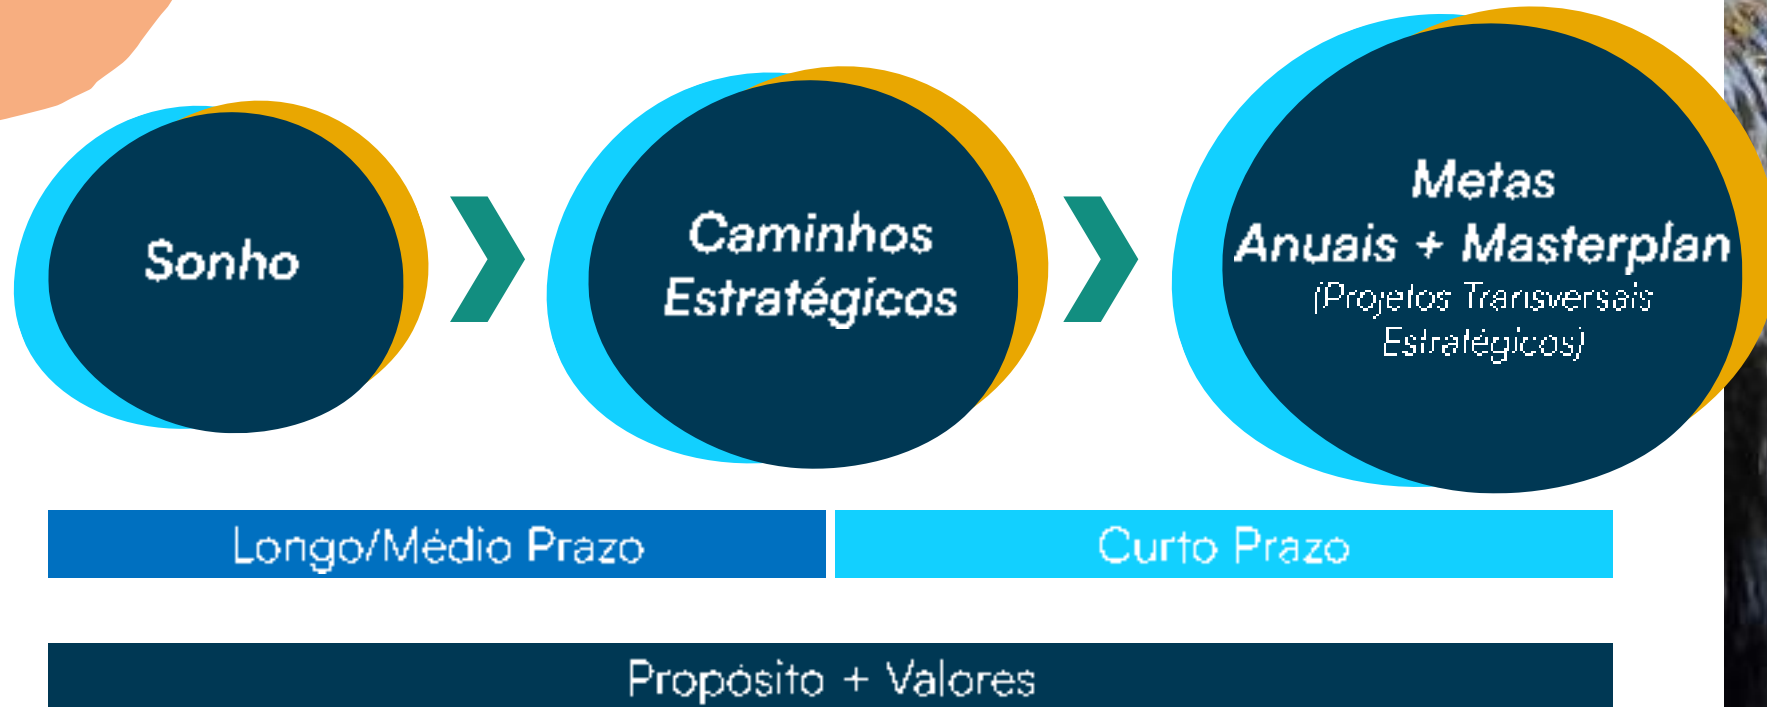 Sonho
Caminhos
Estratégicos
Metas
Anuais + Masterplan
(Projetos Transversais
Estratégicos)
Longo/Médio Prazo
Curto Prazo
Propósito + Valores